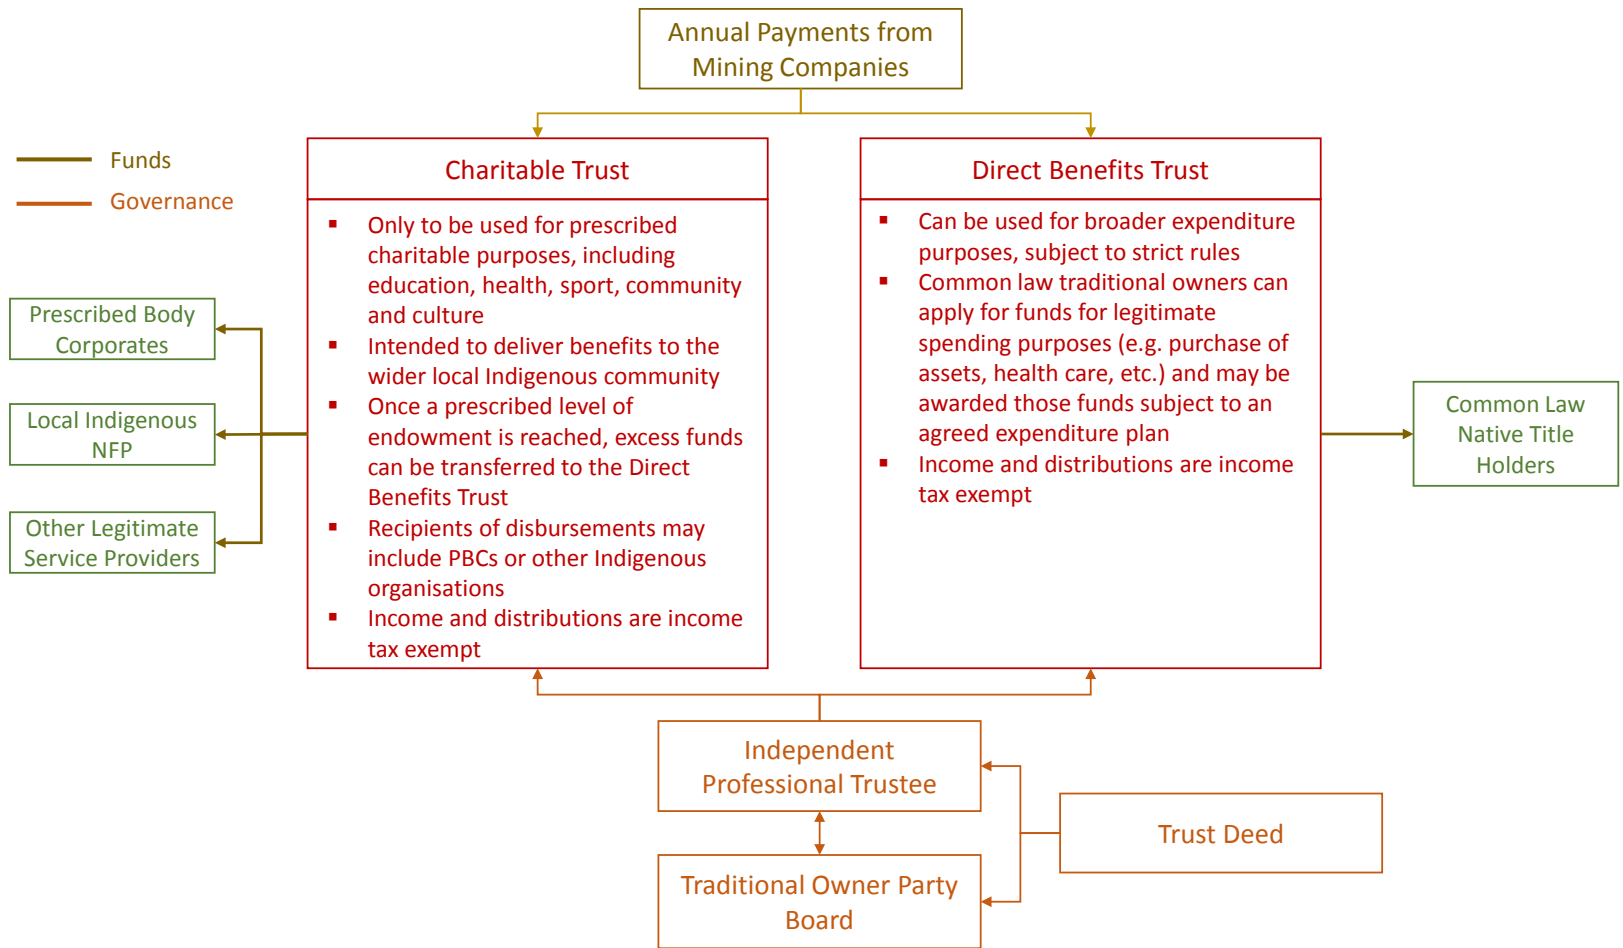 Annual Payments from
Mining Companies
Funds
Governance
Charitable Trust
▪ Only to be used for prescribed
charitable purposes, including
education, health, sport, community
and culture
▪ Intended to deliver benefits to the
wider local Indigenous community
▪ Once a prescribed level of
endowment is reached, excess funds
can be transferred to the Direct
Benefits Trust
▪ Recipients of disbursements may
include PBCs or other Indigenous
organisations
▪ Income and distributions are income
tax exempt
Direct Benefits Trust
▪ Can be used for broader expenditure
purposes, subject to strict rules
▪ Common law traditional owners can
apply for funds for legitimate
spending purposes (e.g. purchase of
assets, health care, etc.) and may be
awarded those funds subject to an
agreed expenditure plan
▪ Income and distributions are income
tax exempt
Prescribed Body
Corporates
Local Indigenous
NFP
Other Legitimate
Service Providers
Common Law
Native Title
Holders
Independent
Professional Trustee
Trust Deed
Traditional Owner Party
Board